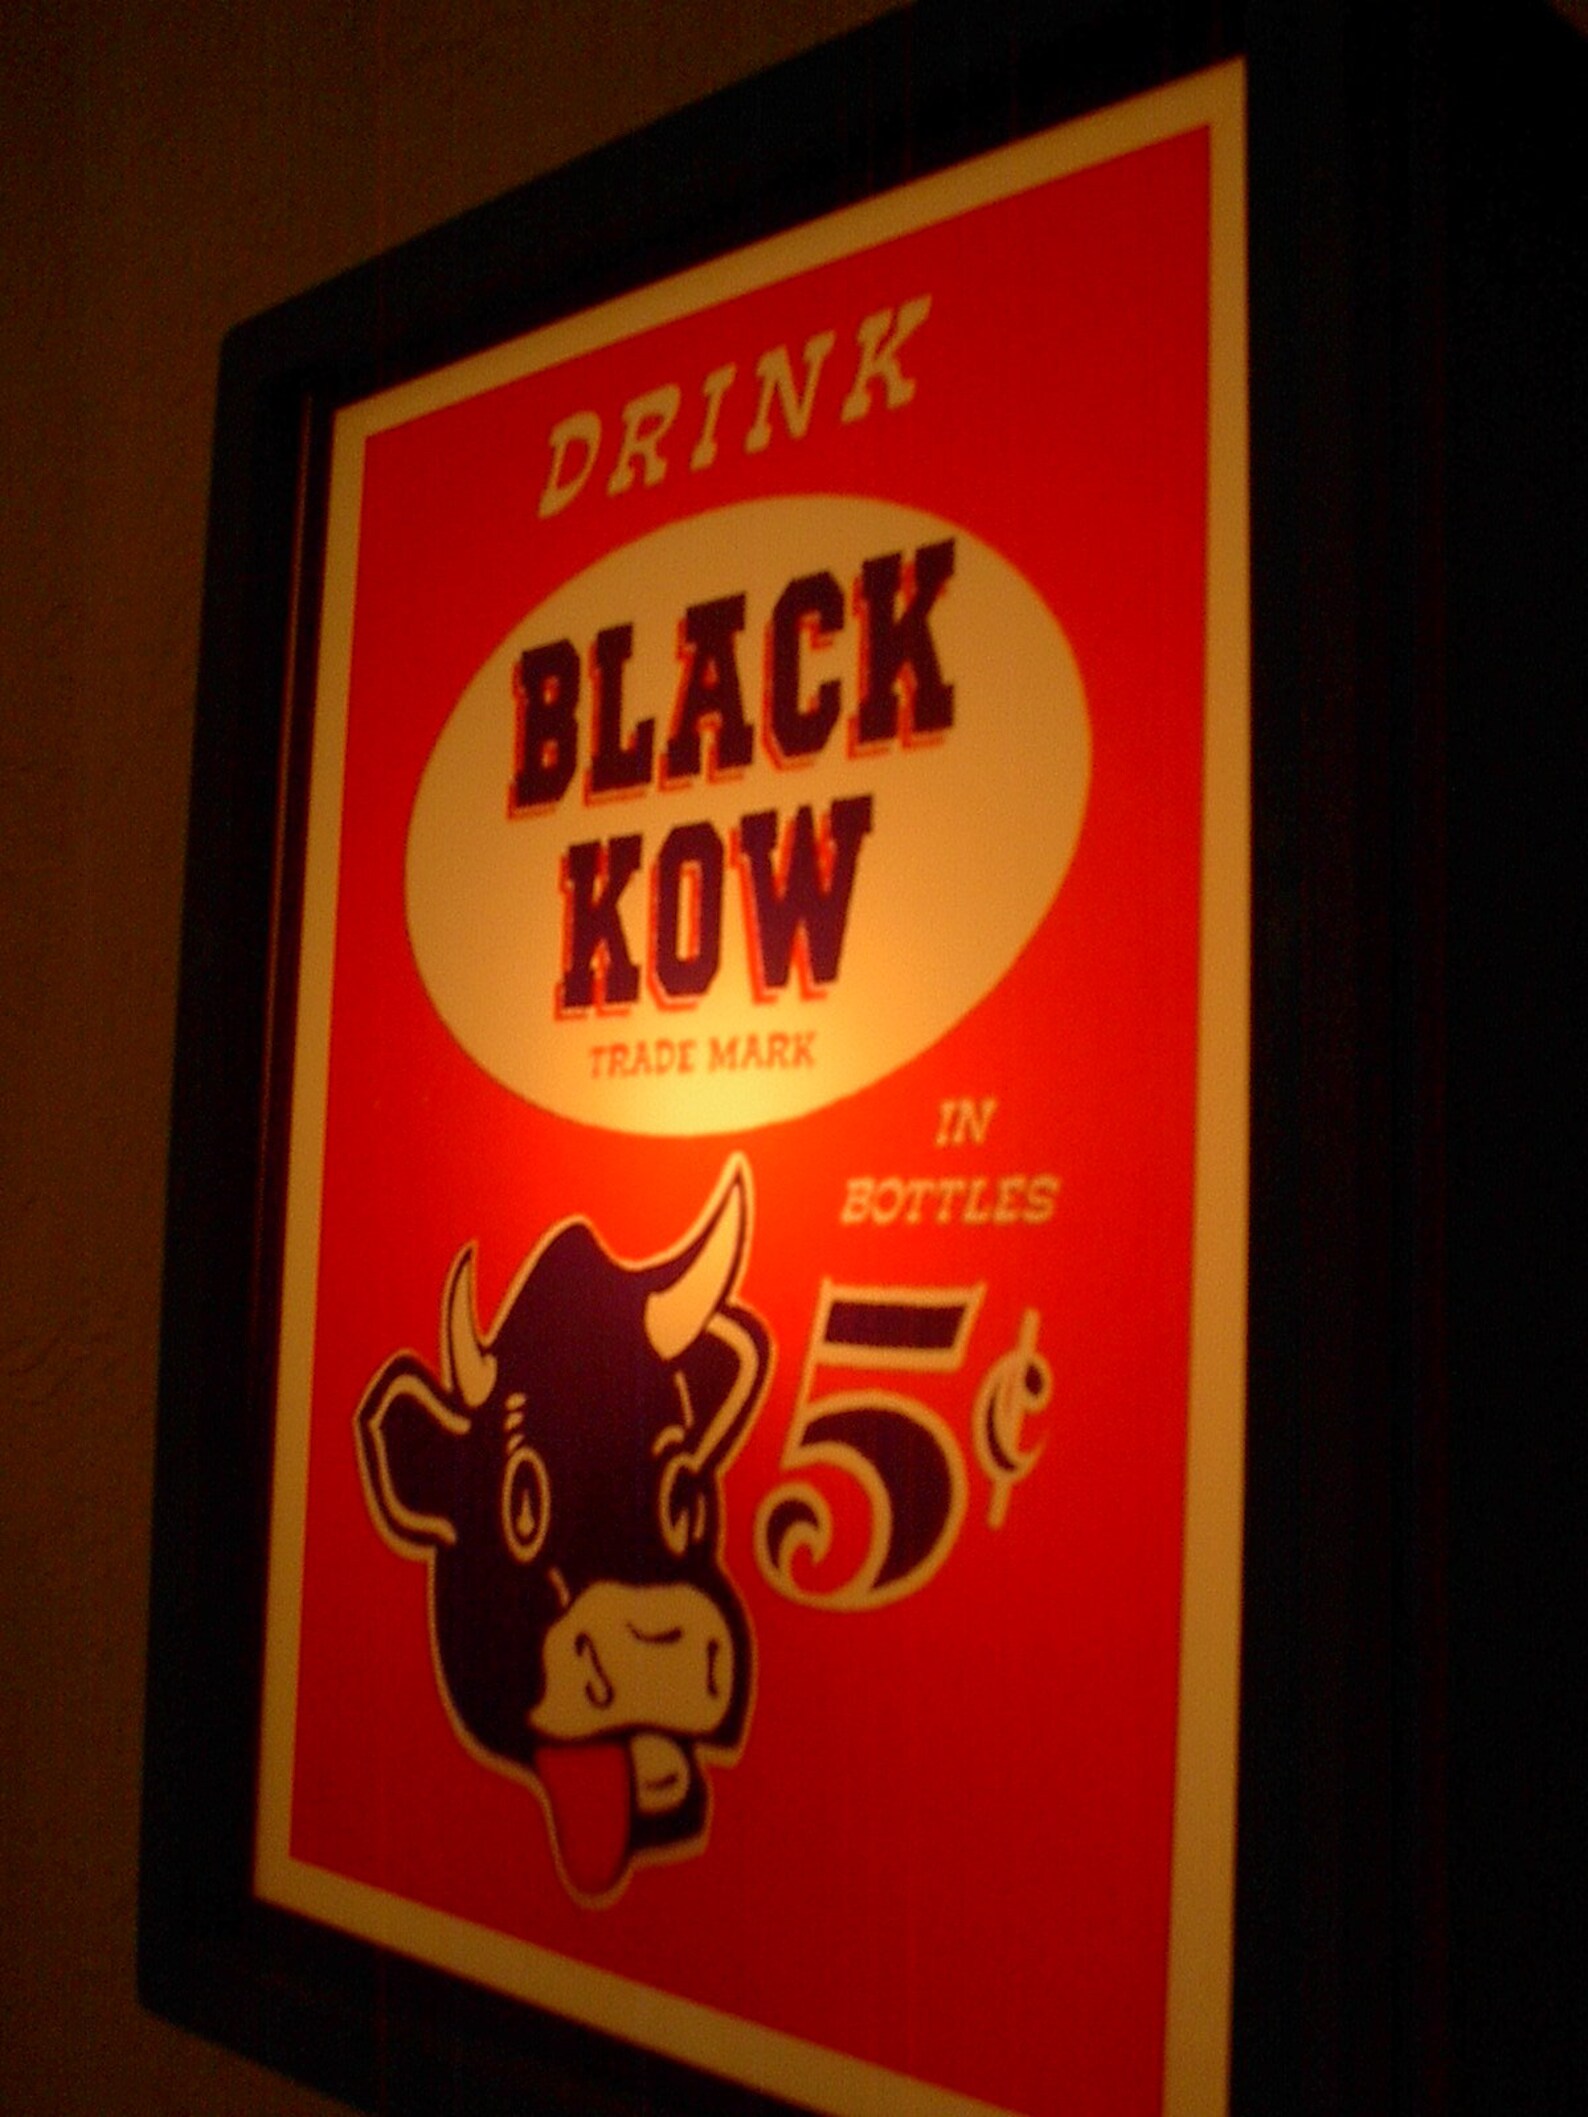 DRINK
BLACK
KOW
TRADE MARK
IN
BOTTLES
5¢